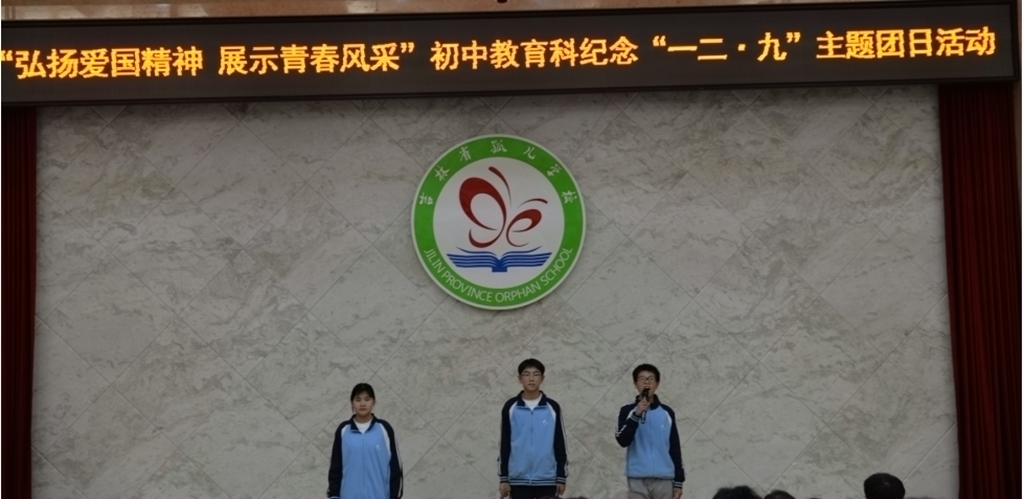 “弘扬爱国精神 展示青春风采” 初中教育科纪念 “一二·九” 主题团日活动
吉林省孤儿学校
JILIN PROVINCE ORPHAN SCHOOL